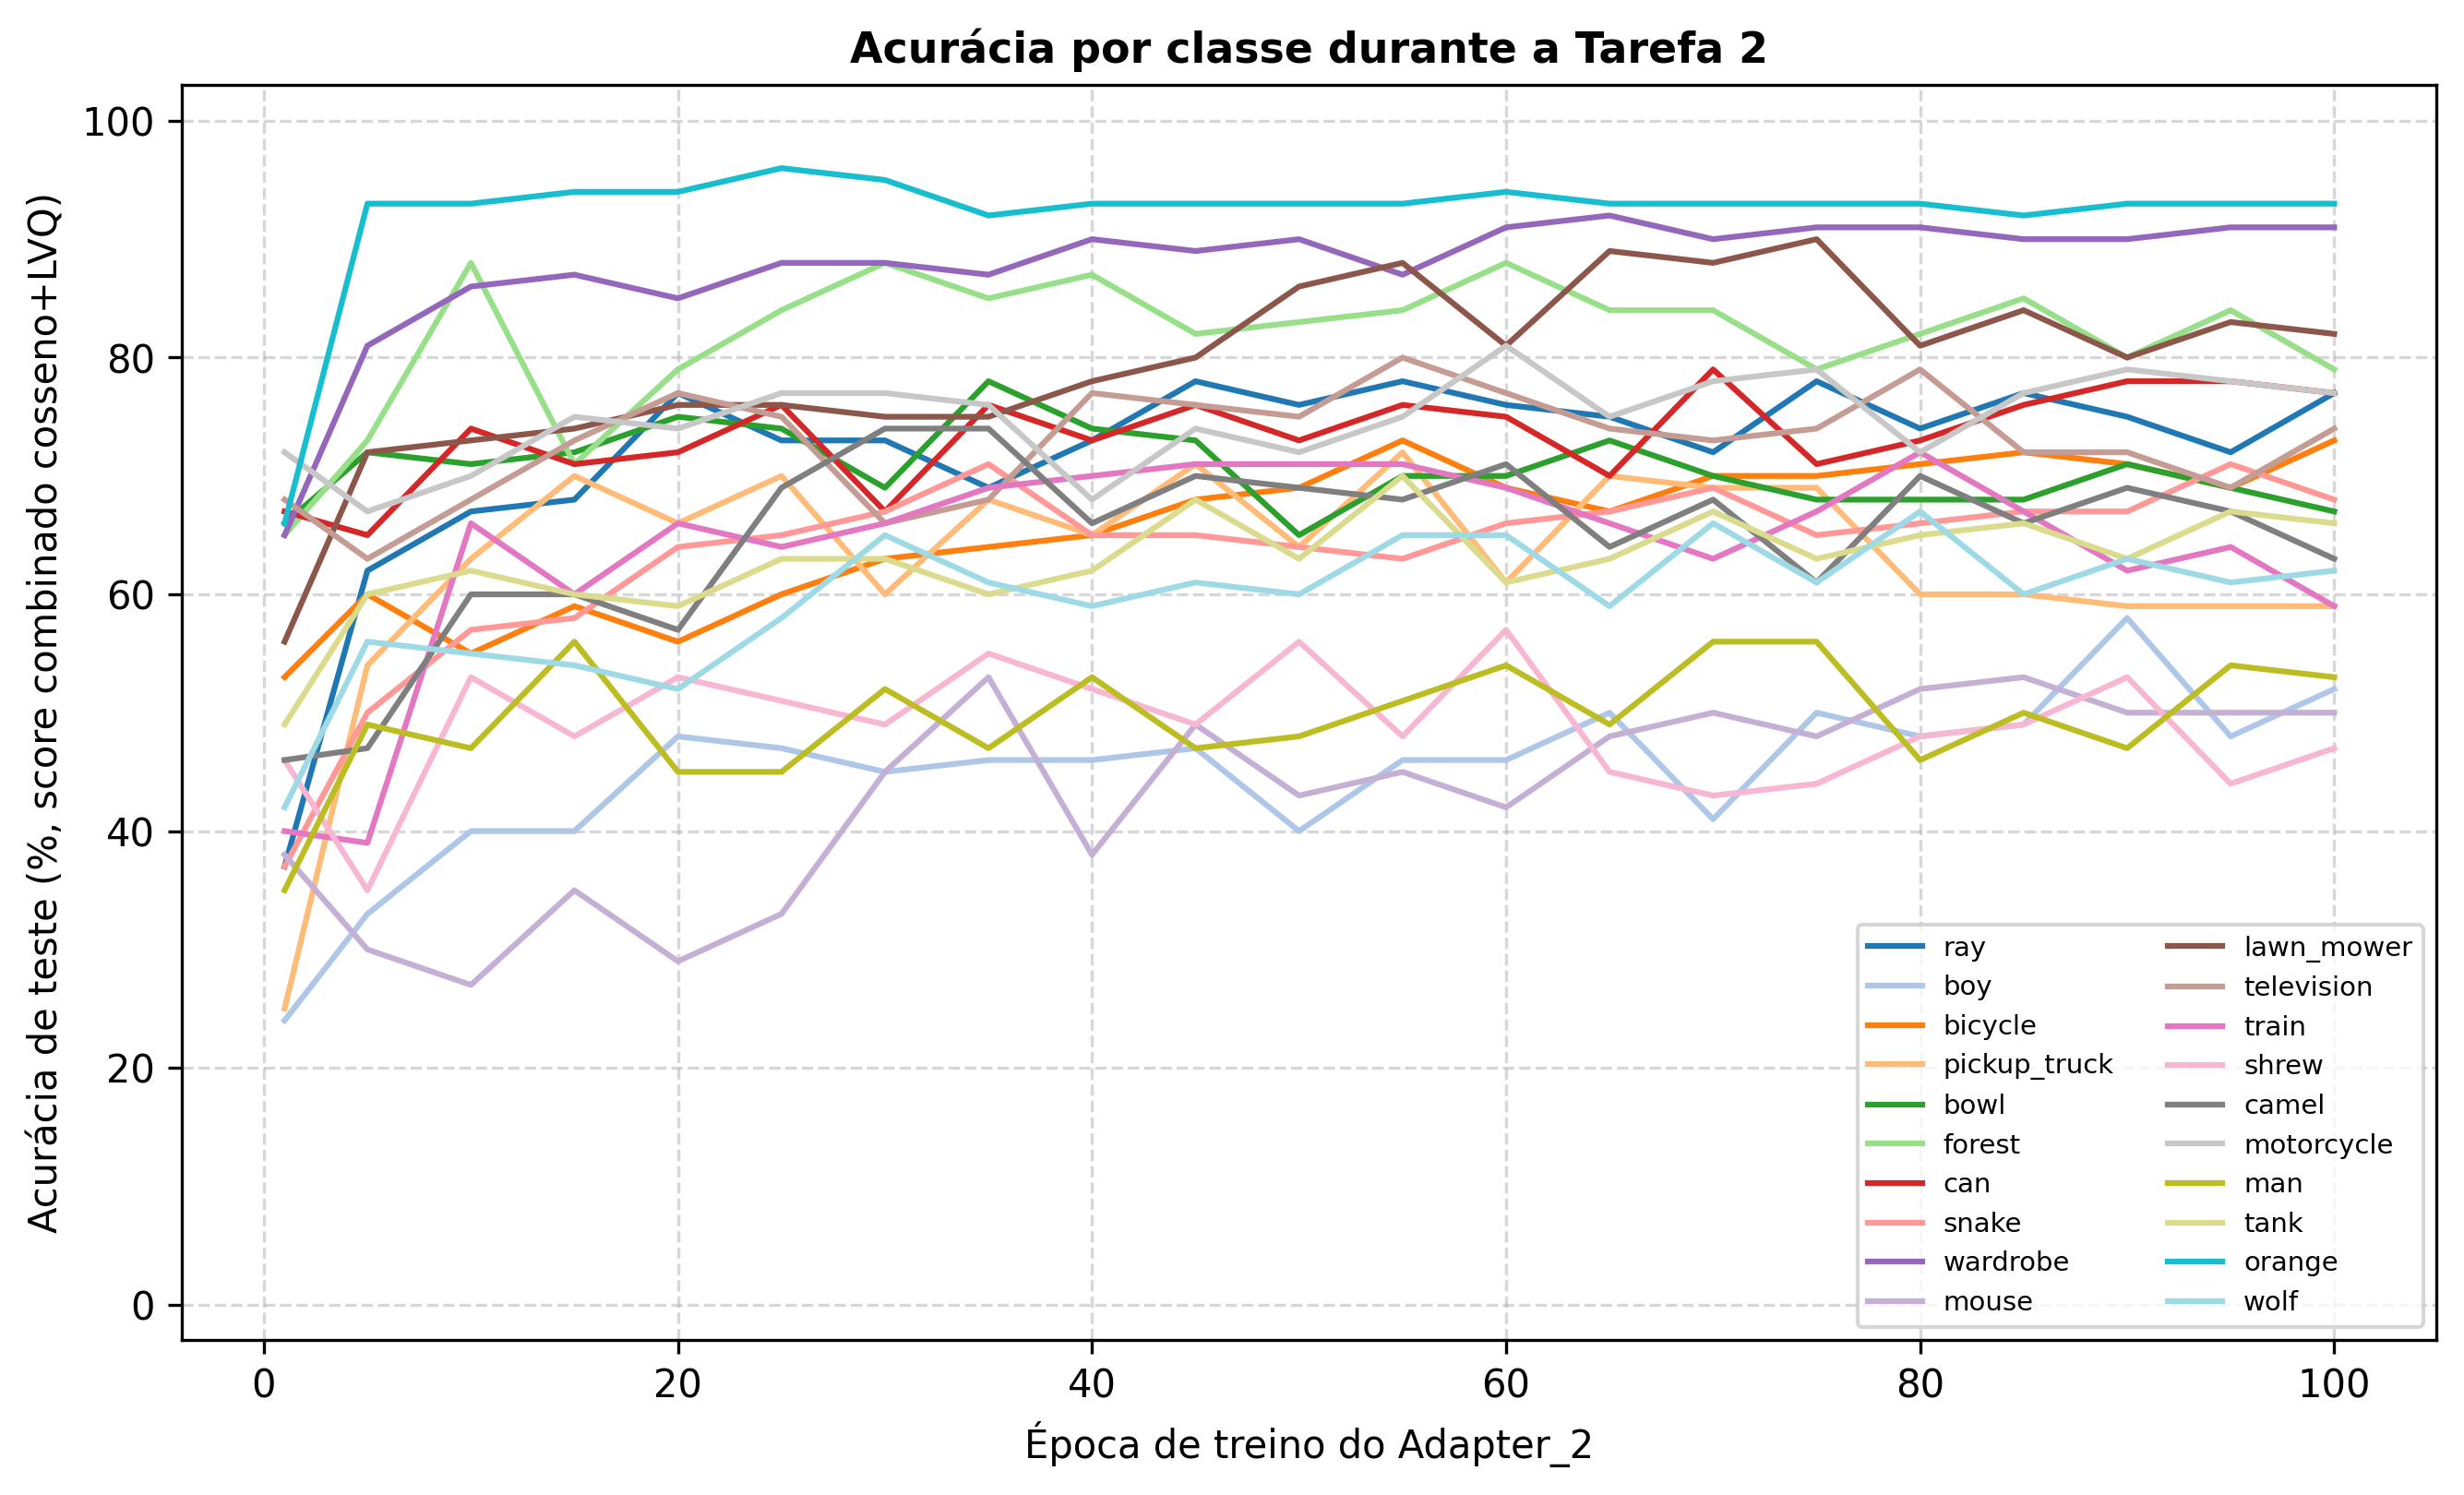 Acurácia por classe durante a Tarefa 2
Acurácia de teste (%, score combinado cosseno+LVQ)
100
80
60
40
20
0
0 20 40 60 80 100
Época de treino do Adapter_2
ray
boy
bicycle
pickup_truck
bowl
forest
can
snake
wardrobe
mouse
lawn_mower
television
train
shrew
camel
motorcycle
man
tank
orange
wolf